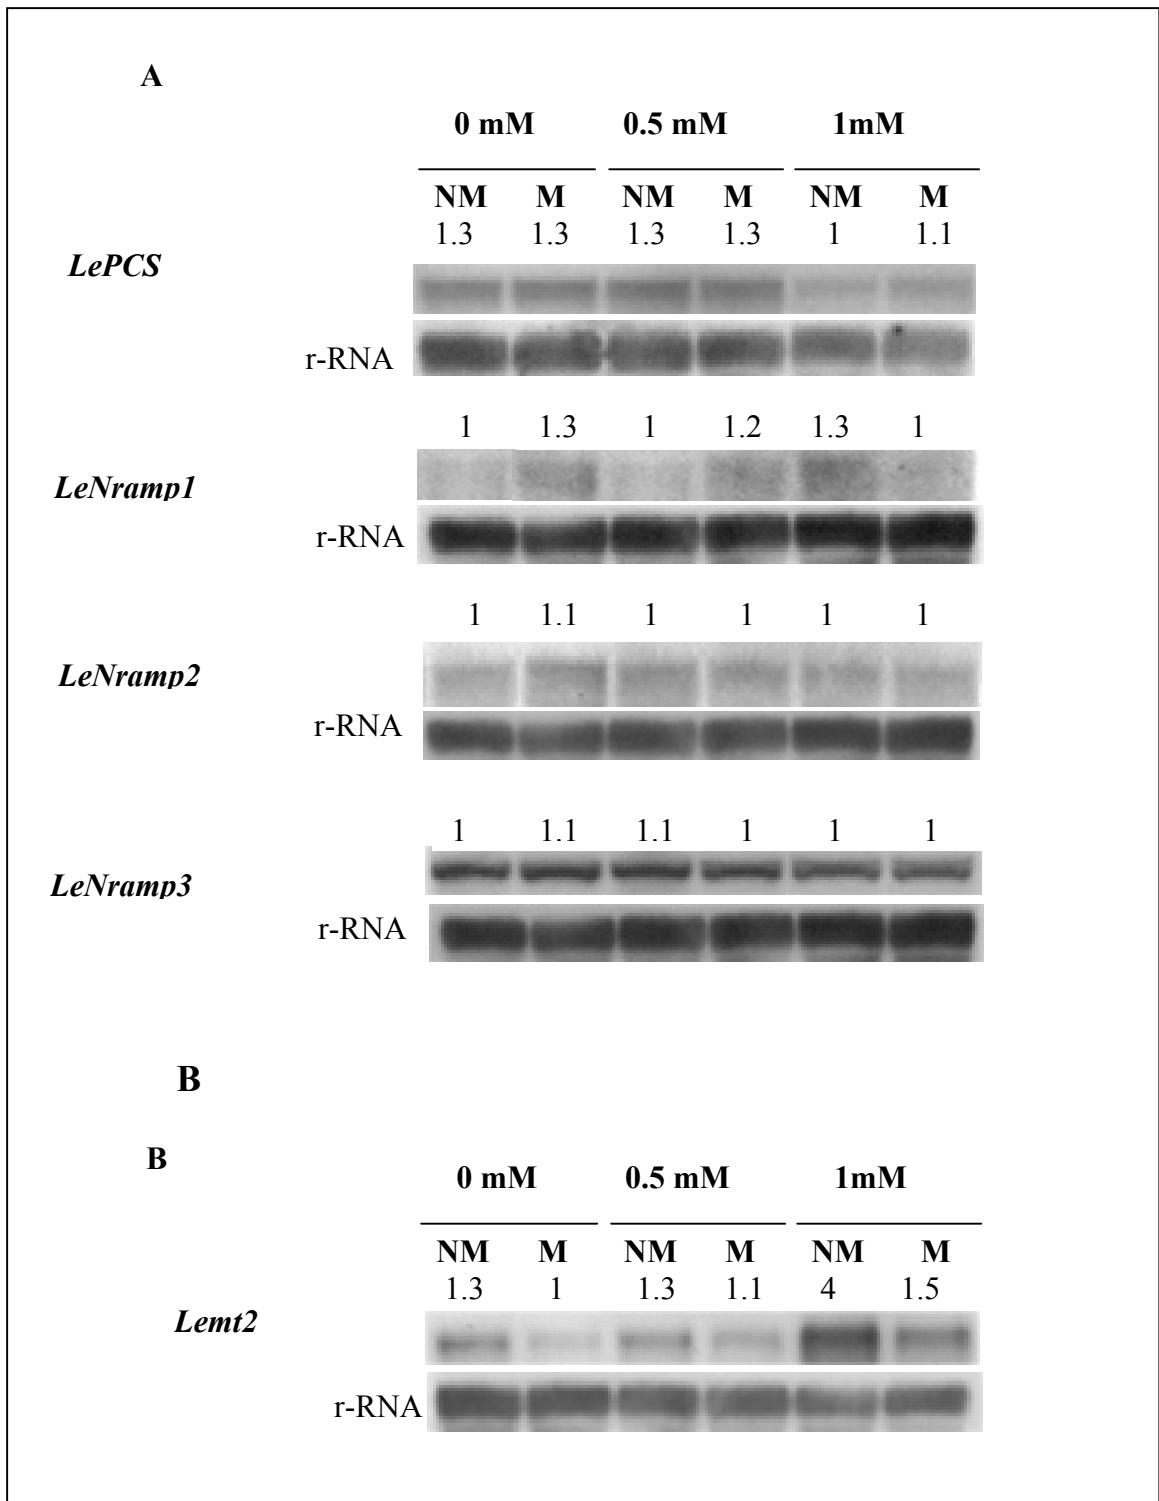 A
0 mM 0.5 mM 1mM
NM M NM M NM M
1.3 1.3 1.3 1.3 1 1.1
LePCS
r-RNA
1 1.3 1 1.2 1.3 1
LeNramp1
r-RNA
1 1.1 1 1 1 1
LeNramp2
r-RNA
1 1.1 1.1 1 1 1
LeNramp3
r-RNA
B
B
0 mM 0.5 mM 1mM
NM M NM M NM M
1.3 1 1.3 1.1 4 1.5
Lemt2
r-RNA